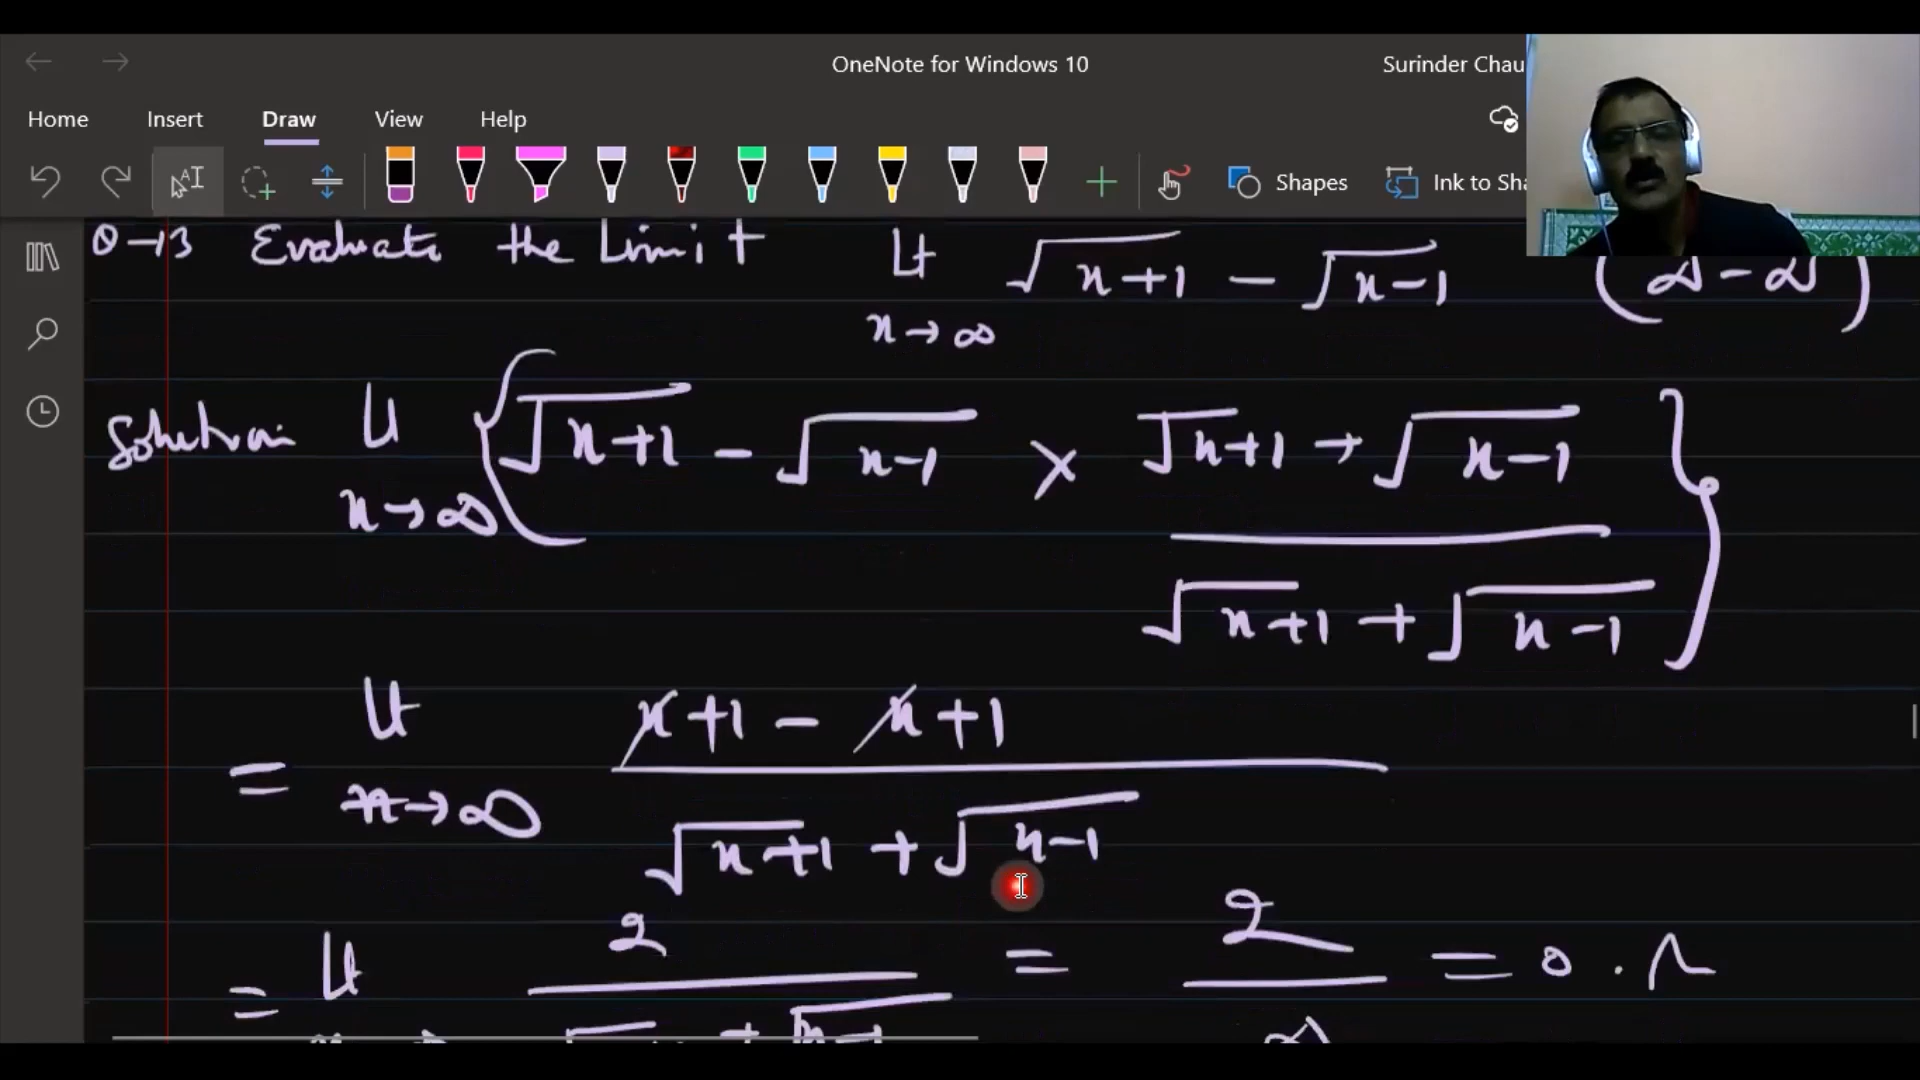 OneNote for Windows 10
Surinder Chau
Home Insert Draw View Help
Shapes Ink to Sha
Q-13 Evaluate the Limit Lt √x+1 - √x-1 (∞-∞)
x→∞
Solution Lt {√x+1 - √x-1 × √x+1 + √x-1
x→∞
√x+1 + √x-1}
Lt x+1 - x+1
= x→∞
√x+1 + √x-1
= Lt 2 = 2 = 0.
∞